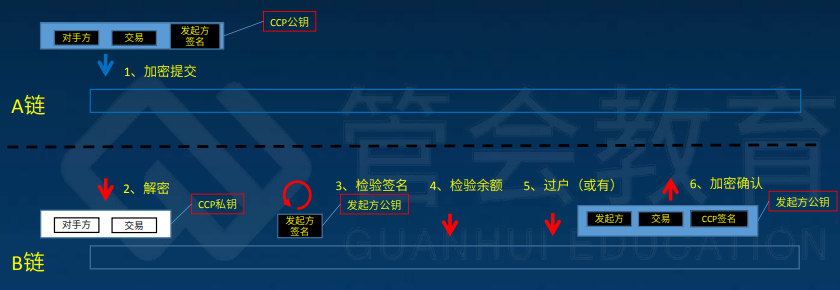 CCP公钥
对手方 交易 发起方
签名
1、加密提交
A链
管会教育
2、解密
3、检验签名 4、检验余额 5、过户（或有） 6、加密确认
CCP私钥 发起方公钥 发起方公钥
对手方 交易 发起方
签名 发起方 交易 CCP签名
GUANHUI EDUCATION
B链